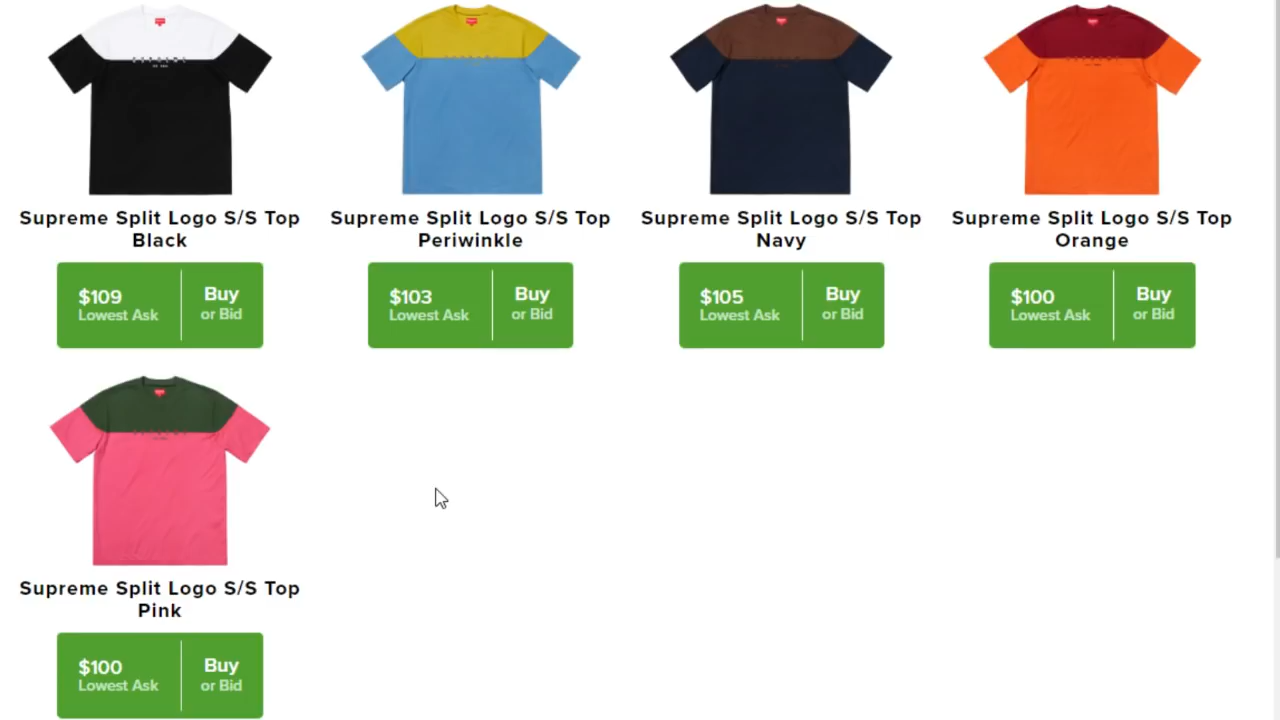 Supreme Split Logo S/S Top
Black
$109
Lowest Ask
Buy
or Bid
Supreme Split Logo S/S Top
Periwinkle
$103
Lowest Ask
Buy
or Bid
Supreme Split Logo S/S Top
Navy
$105
Lowest Ask
Buy
or Bid
Supreme Split Logo S/S Top
Orange
$100
Lowest Ask
Buy
or Bid
Supreme Split Logo S/S Top
Pink
$100
Lowest Ask
Buy
or Bid